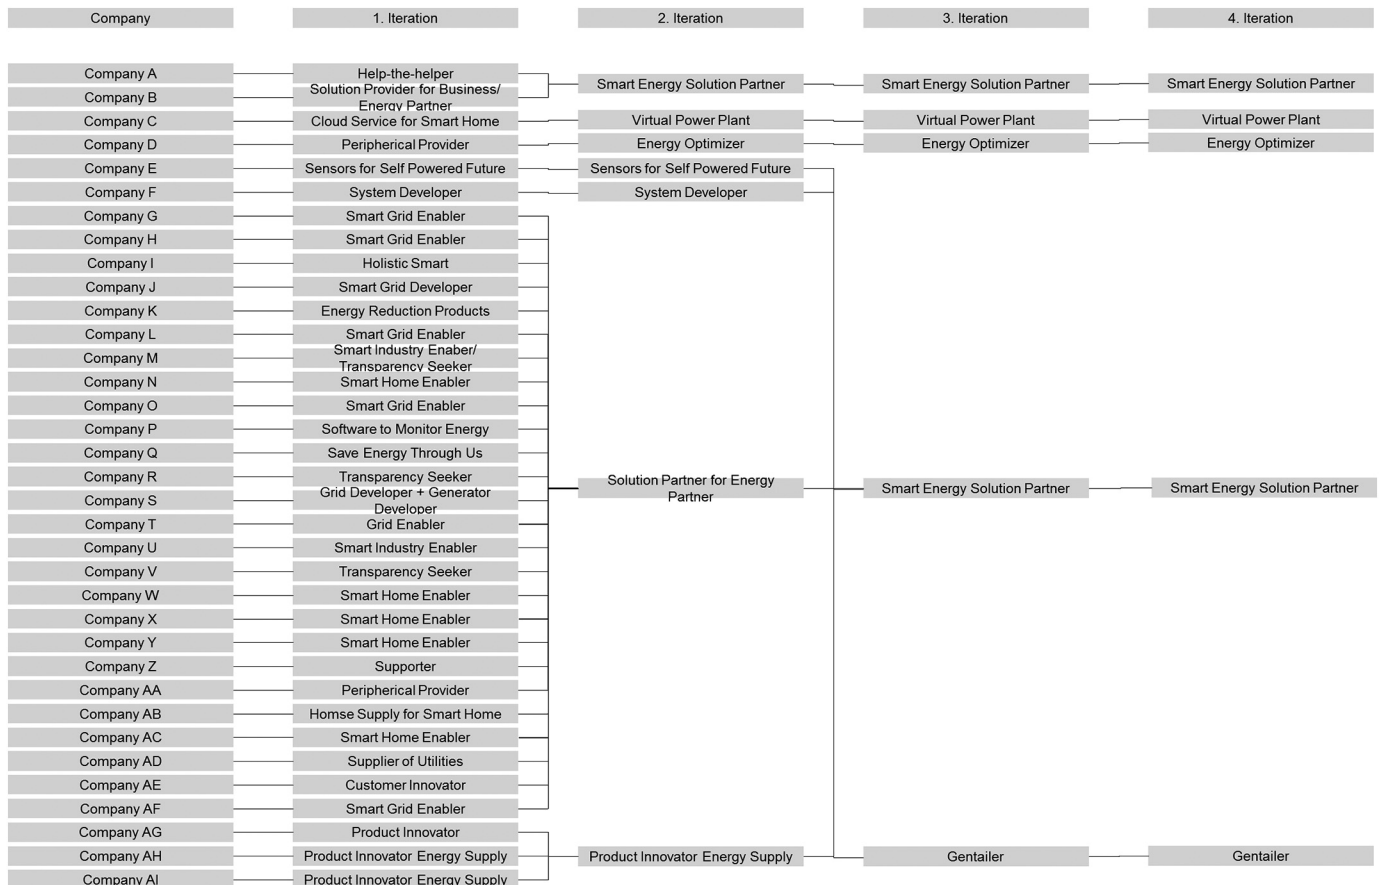 Company 1. Iteration 2. Iteration 3. Iteration 4. Iteration
Company A Help-the-helper
Smart Energy Solution Partner Smart Energy Solution Partner Smart Energy Solution Partner
Company B Solution Provider for Business/
Energy Partner
Company C Cloud Service for Smart Home Virtual Power Plant Virtual Power Plant Virtual Power Plant
Company D Peripherical Provider Energy Optimizer Energy Optimizer Energy Optimizer
Company E Sensors for Self Powered Future Sensors for Self Powered Future
Company F System Developer System Developer
Company G Smart Grid Enabler
Company H Smart Grid Enabler
Company I Holistic Smart
Company J Smart Grid Developer
Company K Energy Reduction Products
Company L Smart Grid Enabler
Company M Smart Industry Enaber/
Transparency Seeker
Company N Smart Home Enabler
Company O Smart Grid Enabler
Company P Software to Monitor Energy
Company Q Save Energy Through Us
Company R Transparency Seeker
Solution Partner for Energy
Partner
Smart Energy Solution Partner Smart Energy Solution Partner
Company S Grid Developer + Generator
Developer
Company T Grid Enabler
Company U Smart Industry Enabler
Company V Transparency Seeker
Company W Smart Home Enabler
Company X Smart Home Enabler
Company Y Smart Home Enabler
Company Z Supporter
Company AA Peripherical Provider
Company AB Homse Supply for Smart Home
Company AC Smart Home Enabler
Company AD Supplier of Utilities
Company AE Customer Innovator
Company AF Smart Grid Enabler
Company AG Product Innovator
Company AH Product Innovator Energy Supply Product Innovator Energy Supply Gentailer Gentailer
Company AI Product Innovator Energy Supply